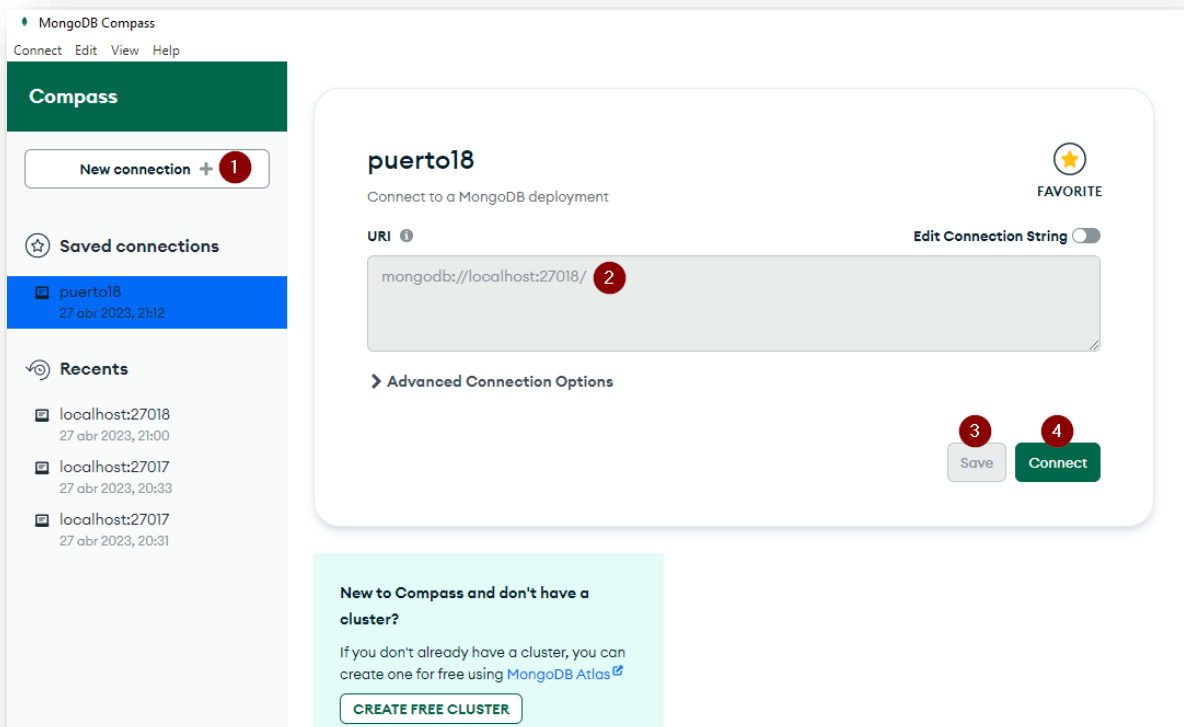 MongoDB Compass
Connect Edit View Help
Compass
New connection + 1
Saved connections
puerto18
27 abr 2023, 21:12
Recents
localhost:27018
27 abr 2023, 21:00
localhost:27017
27 abr 2023, 20:33
localhost:27017
27 abr 2023, 20:31
puerto18
FAVORITE
Connect to a MongoDB deployment
URI
Edit Connection String
mongodb://localhost:27018/ 2
Advanced Connection Options
3 4
Save Connect
New to Compass and don't have a
cluster?
If you don't already have a cluster, you can
create one for free using MongoDB Atlas
CREATE FREE CLUSTER